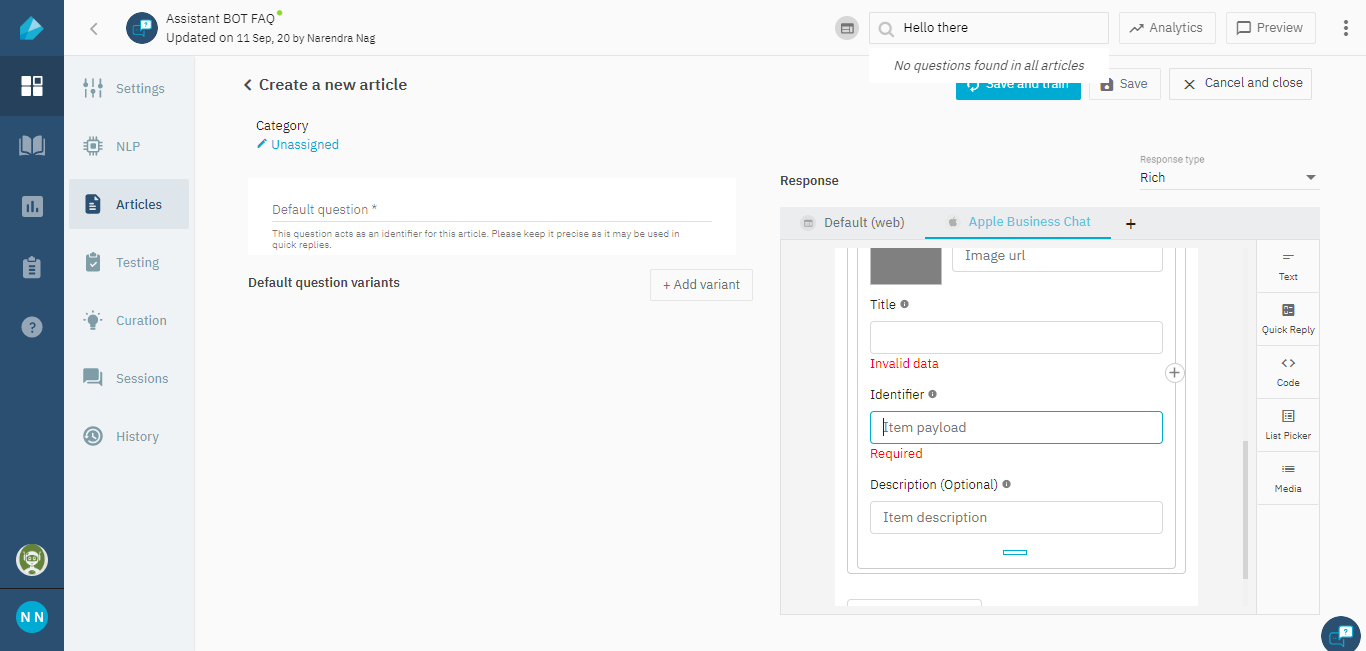 Assistant BOT FAQ
Updated on 11 Sep, 20 by Narendra Nag
Hello there
Analytics
Preview
No questions found in all articles
Settings
NLP
Articles
Testing
Curation
Sessions
History
N N
Create a new article
Save and train
Save
Cancel and close
Category
Unassigned
Default question *
This question acts as an identifier for this article. Please keep it precise as it may be used in
quick replies.
Default question variants
+ Add variant
Response
Response type
Rich
Default (web)
Apple Business Chat
+
Image url
Title
Invalid data
Identifier
Item payload
Required
Description (Optional)
Item description
Text
Quick Reply
Code
List Picker
Media